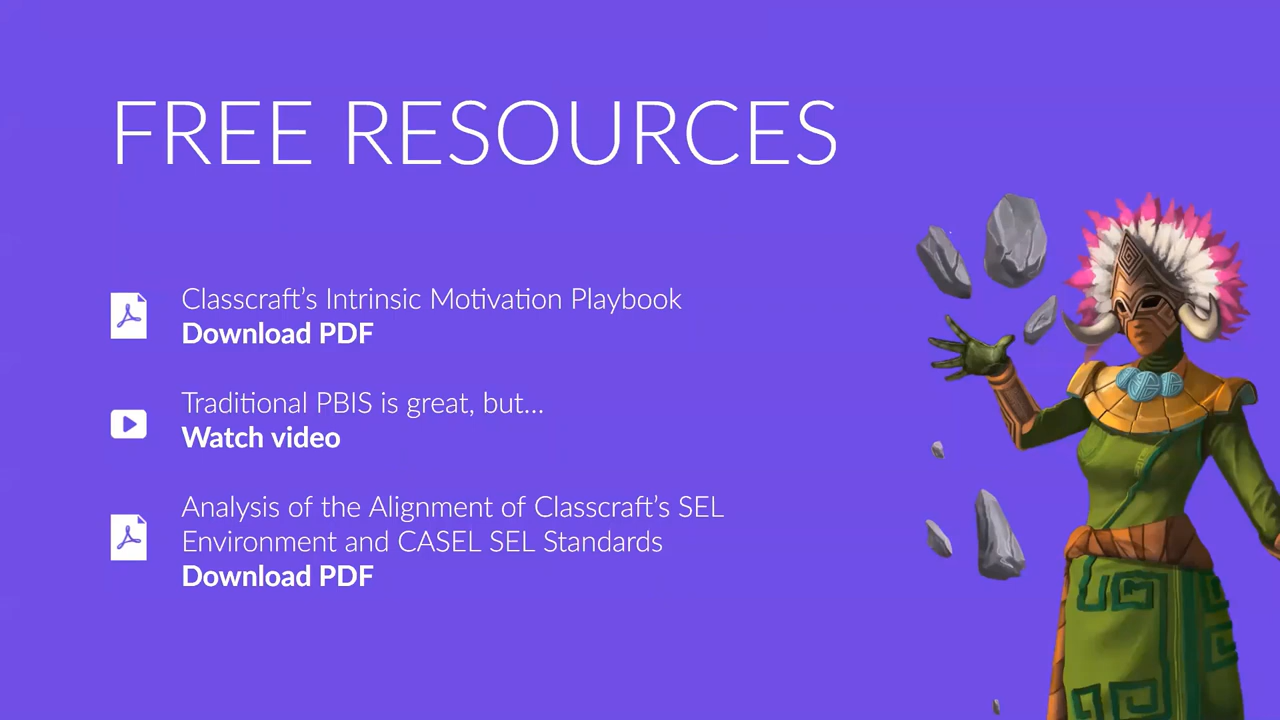 FREE RESOURCES
Classcraft's Intrinsic Motivation Playbook
Download PDF
Traditional PBIS is great, but...
Watch video
Analysis of the Alignment of Classcraft's SEL
Environment and CASEL SEL Standards
Download PDF